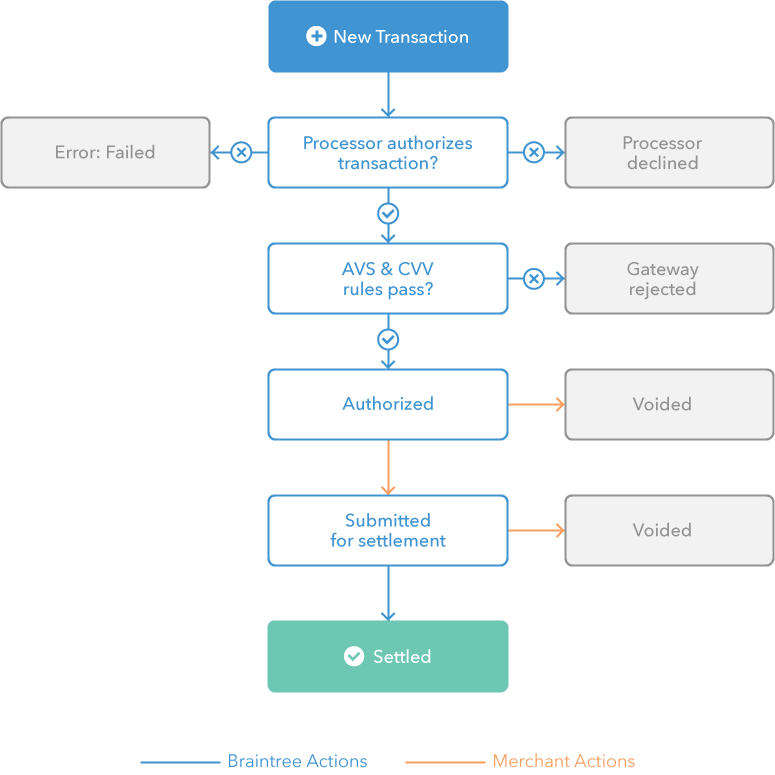 New Transaction
Error: Failed
Processor authorizes
transaction?
Processor
declined
AVS & CVV
rules pass?
Gateway
rejected
Authorized
Voided
Submitted
for settlement
Voided
Settled
Braintree Actions
Merchant Actions